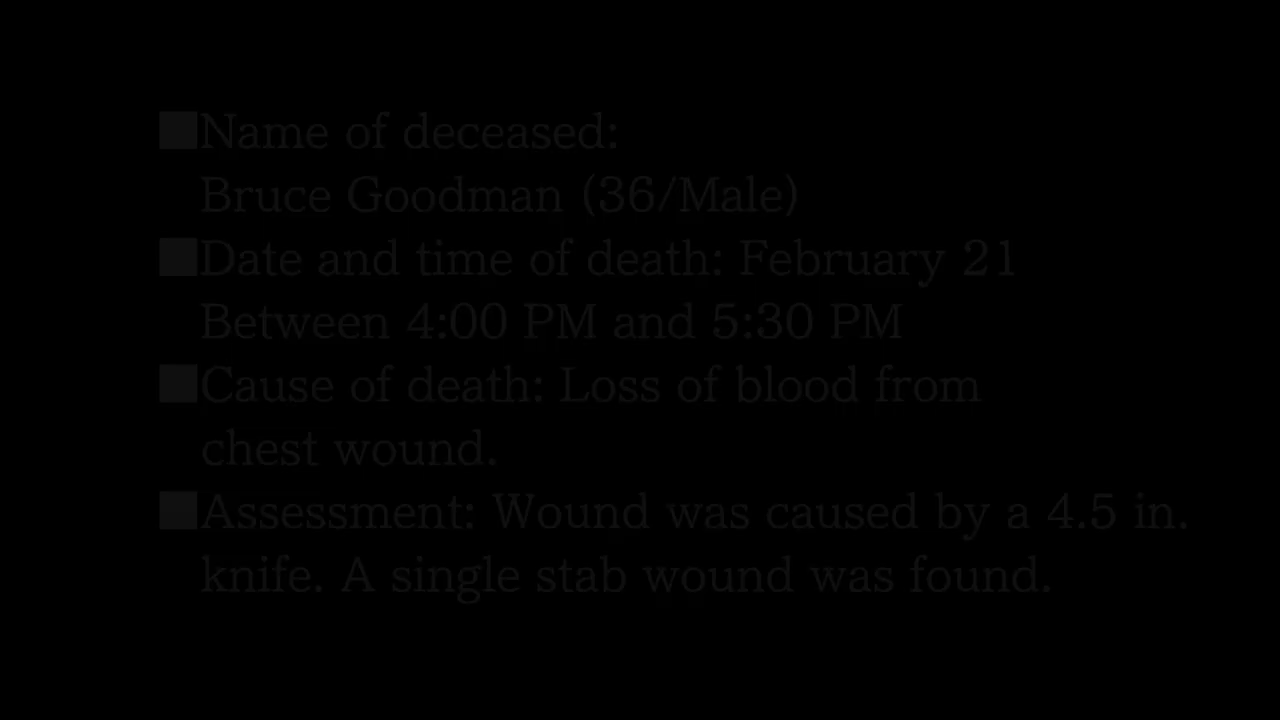 ■Name of deceased:
Bruce Goodman (36/Male)
■Date and time of death: February 21
Between 4:00 PM and 5:30 PM
■Cause of death: Loss of blood from
chest wound.
■Assessment: Wound was caused by a 4.5 in.
knife. A single stab wound was found.